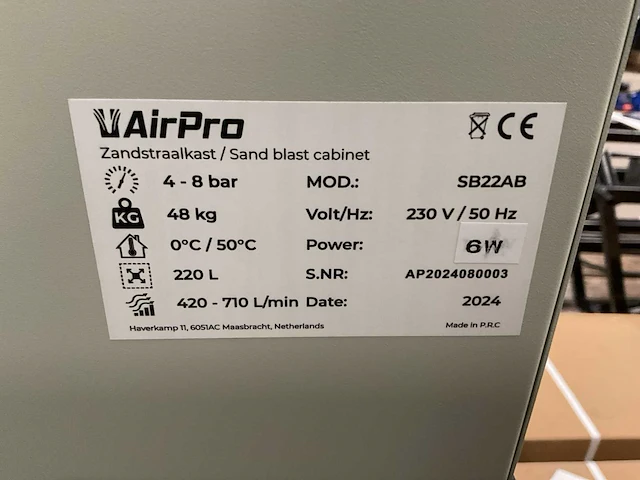 AirPro
CE
Zandstraalkast / Sand blast cabinet
4 - 8 bar MOD.: SB22AB
KG 48 kg Volt/Hz: 230 V / 50 Hz
0°C / 50°C Power: 6W
220 L S.NR: AP2024080003
420 - 710 L/min Date: 2024
Haverkamp 11, 6051AC Maasbracht, Netherlands Made in P.R.C